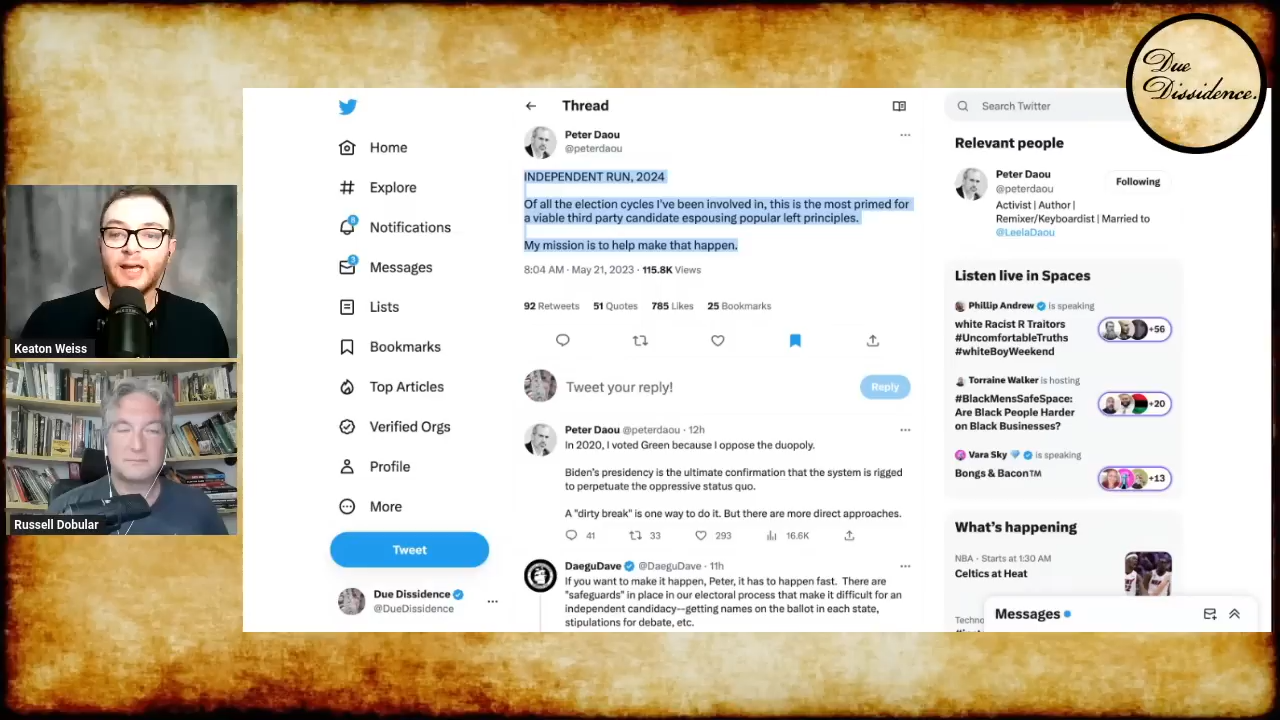 Due
Dissidence.
Keaton Weiss
Russell Dobular
Home
Explore
8
Notifications
3
Messages
Lists
Bookmarks
Top Articles
Verified Orgs
Profile
More
Tweet
Due Dissidence
@DueDissidence
Thread
Peter Daou
@peterdaou
INDEPENDENT RUN, 2024
Of all the election cycles I've been involved in, this is the most primed for
a viable third party candidate espousing popular left principles.
My mission is to help make that happen.
8:04 AM · May 21, 2023 · 115.8K Views
92 Retweets 51 Quotes 785 Likes 25 Bookmarks
Tweet your reply!
Reply
Peter Daou @peterdaou · 12h
In 2020, I voted Green because I oppose the duopoly.
Biden's presidency is the ultimate confirmation that the system is rigged
to perpetuate the oppressive status quo.
A "dirty break" is one way to do it. But there are more direct approaches.
41 33 293 16.6K
DaeguDave @DaeguDave · 11h
If you want to make it happen, Peter, it has to happen fast. There are
"safeguards" in place in our electoral process that make it difficult for an
independent candidacy--getting names on the ballot in each state,
stipulations for debate, etc.
Search Twitter
Relevant people
Peter Daou
@peterdaou
Following
Activist | Author |
Remixer/Keyboardist | Married to
@LeelaDaou
Listen live in Spaces
Phillip Andrew is speaking
white Racist R Traitors
#UncomfortableTruths
#whiteBoyWeekend
+56
Torraine Walker is hosting
#BlackMensSafeSpace:
Are Black People Harder
on Black Businesses?
+20
Vara Sky is speaking
Bongs & Bacon™
+13
What's happening
NBA · Starts at 1:30 AM
Celtics at Heat
Messages